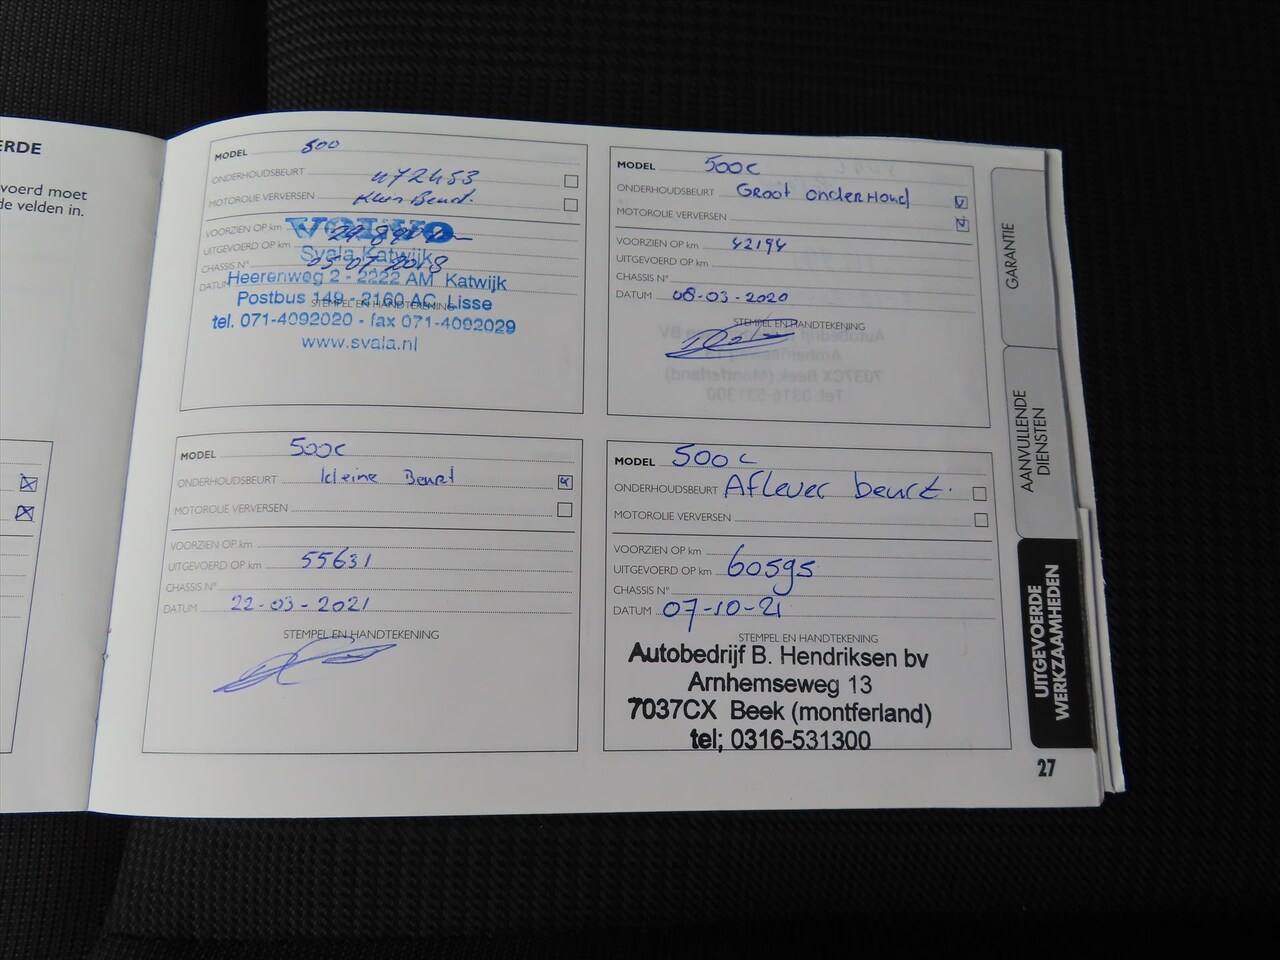 ERDE
voerd moet
de velden in.
MODEL 500
ONDERHOUDSBEURT
MOTOROLIE VERVERSEN Klein Beurt.
VOORZIEN OP km
UITGEVOERD OP km
CHASSIS N° 05-07-2018
DATUM
STEMPEL EN HANDTEKENING
VOLVO
Svala Katwijk
Heerenweg 2 - 2222 AM Katwijk
Postbus 149 - 2160 AC Lisse
tel. 071-4092020 - fax 071-4092029
www.svala.nl
MODEL 500c
ONDERHOUDSBEURT Groot onderHoud
MOTOROLIE VERVERSEN
VOORZIEN OP km 42194
UITGEVOERD OP km
CHASSIS N°
DATUM 08-03-2020
STEMPEL EN HANDTEKENING
MODEL 500c
ONDERHOUDSBEURT kleine Beurt
MOTOROLIE VERVERSEN
VOORZIEN OP km
UITGEVOERD OP km 55631
CHASSIS N°
DATUM 22-03-2021
STEMPEL EN HANDTEKENING
MODEL 500c
ONDERHOUDSBEURT Aflever beurt.
MOTOROLIE VERVERSEN
VOORZIEN OP km
UITGEVOERD OP km 60595
CHASSIS N°
DATUM 07-10-21
STEMPEL EN HANDTEKENING
Autobedrijf B. Hendriksen bv
Arnhemseweg 13
7037CX Beek (montferland)
tel; 0316-531300
GARANTIE
AANVULLENDE
DIENSTEN
UITGEVOERDE
WERKZAAMHEDEN
27